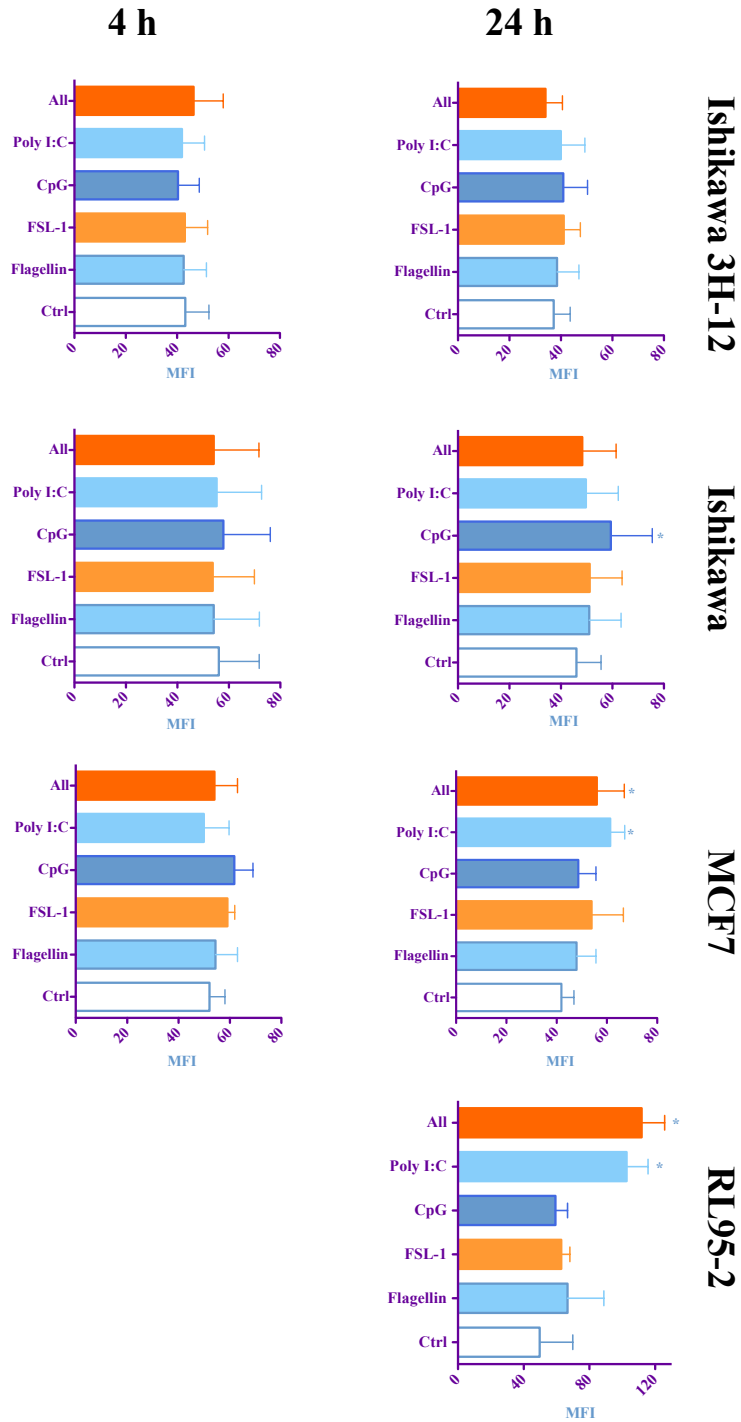 4 h
24 h
All
Poly I:C
CpG
FSL-1
Flagellin
Ctrl
0
20
40
60
80
MFI
All
Poly I:C
CpG
FSL-1
Flagellin
Ctrl
0
20
40
60
80
MFI
Ishikawa 3H-12
All
Poly I:C
CpG
FSL-1
Flagellin
Ctrl
0
20
40
60
80
MFI
All
Poly I:C
CpG
*
FSL-1
Flagellin
Ctrl
0
20
40
60
80
MFI
Ishikawa
All
Poly I:C
CpG
FSL-1
Flagellin
Ctrl
0
20
40
60
80
MFI
All
*
Poly I:C
*
CpG
FSL-1
Flagellin
Ctrl
0
20
40
60
80
MFI
MCF7
All
*
Poly I:C
*
CpG
FSL-1
Flagellin
Ctrl
0
40
80
120
MFI
RL95-2